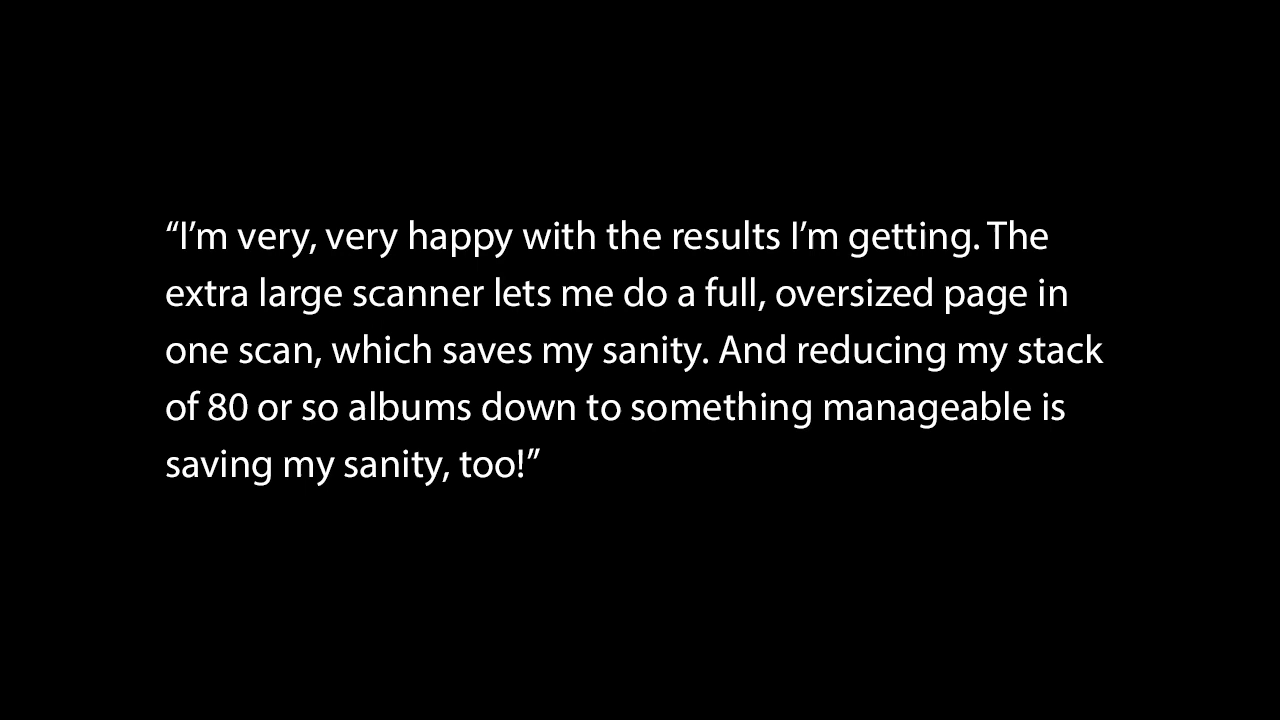 “I’m very, very happy with the results I’m getting. The
extra large scanner lets me do a full, oversized page in
one scan, which saves my sanity. And reducing my stack
of 80 or so albums down to something manageable is
saving my sanity, too!”